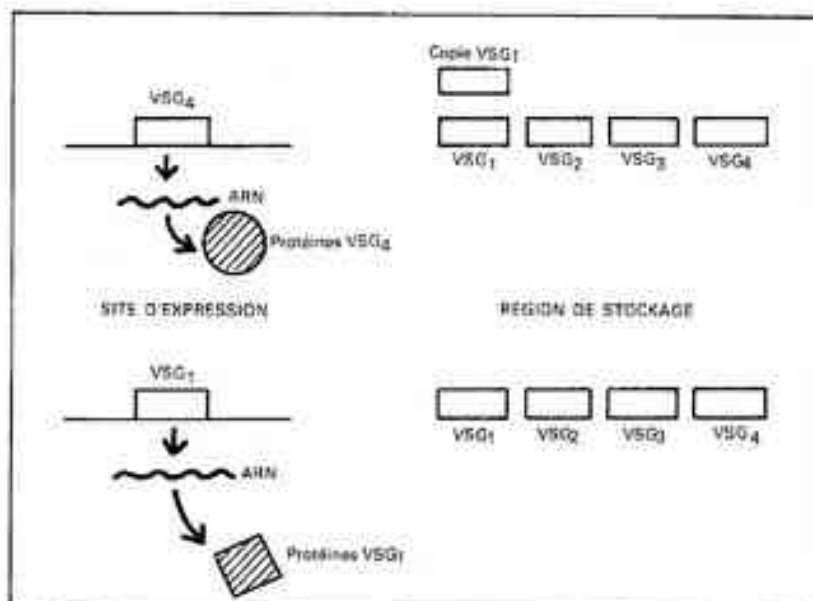 Copie VSG1
VSG4
VSG1 VSG2 VSG3 VSG4
ARN
Protéines VSG4
SITE D'EXPRESSION
REGION DE STOCKAGE
VSG1
VSG1 VSG2 VSG3 VSG4
ARN
Protéines VSG1